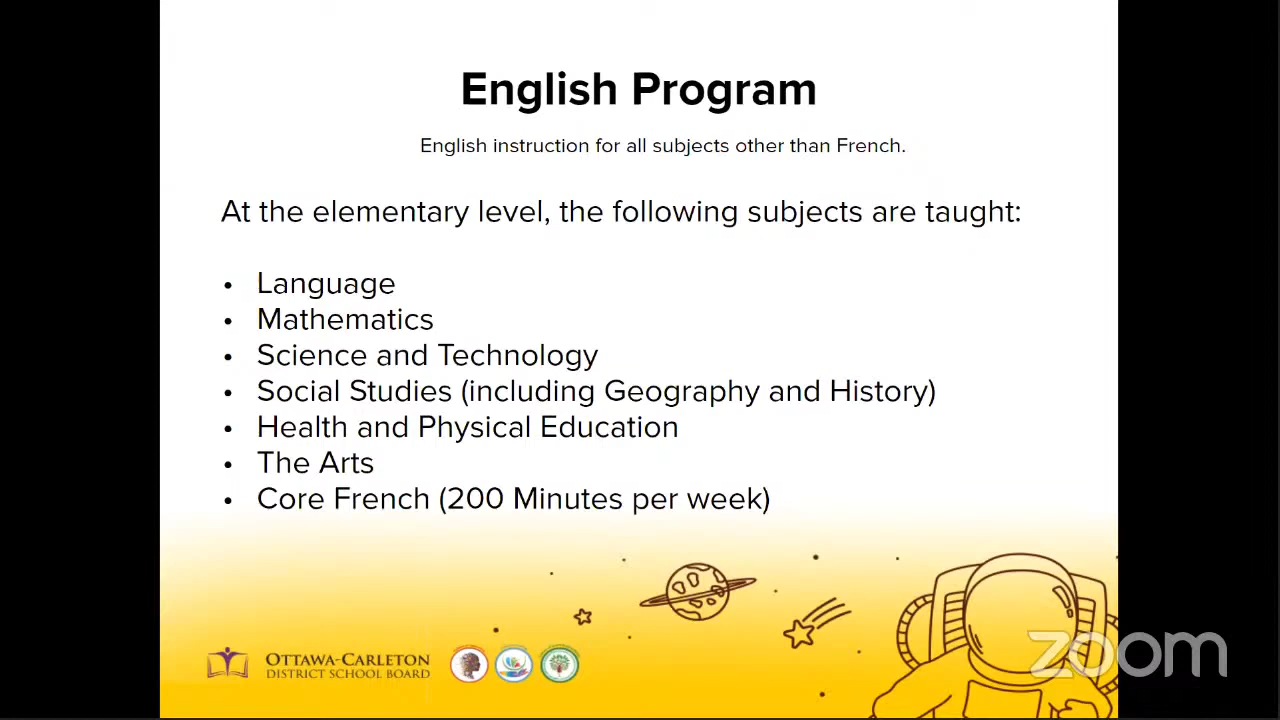 English Program
English instruction for all subjects other than French.
At the elementary level, the following subjects are taught:
• Language
• Mathematics
• Science and Technology
• Social Studies (including Geography and History)
• Health and Physical Education
• The Arts
• Core French (200 Minutes per week)
OTTAWA-CARLETON
DISTRICT SCHOOL BOARD
zoom